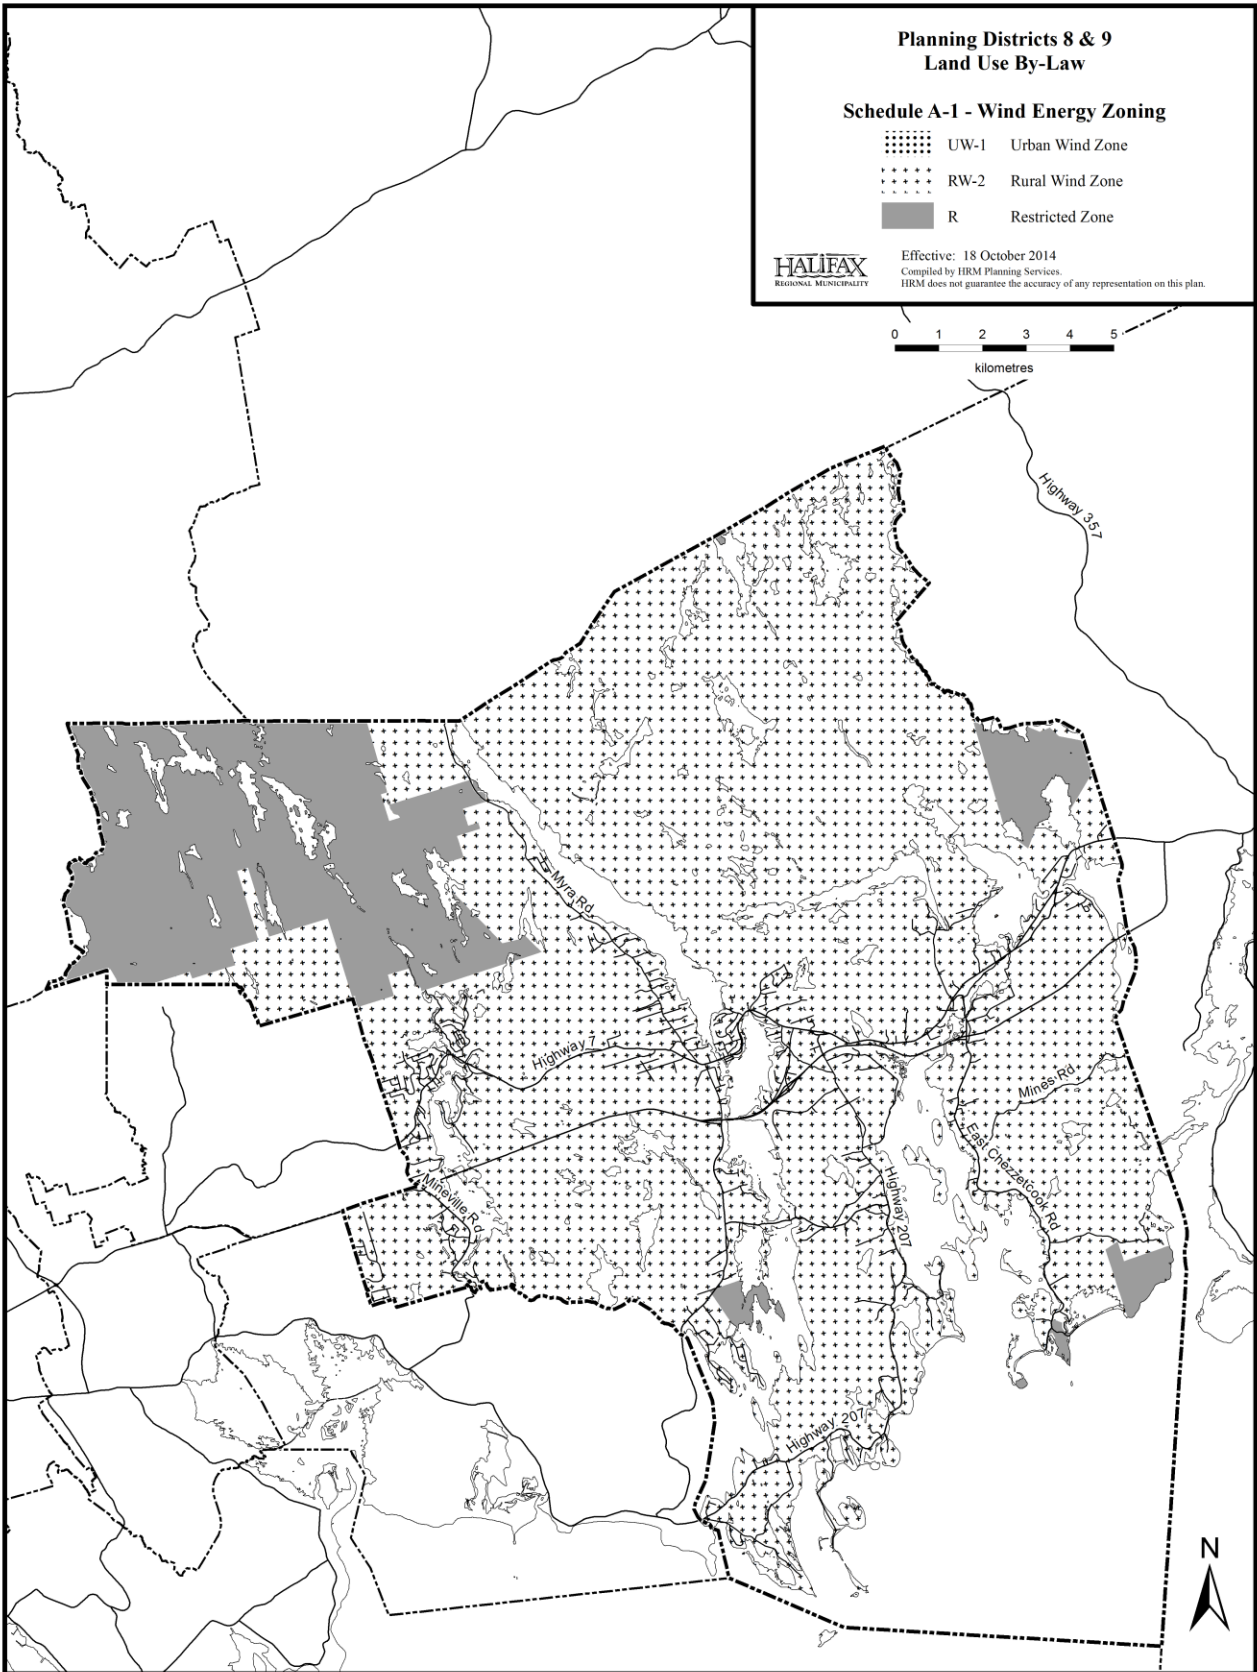 Planning Districts 8 & 9
Land Use By-Law
Schedule A-1 - Wind Energy Zoning
UW-1 Urban Wind Zone
RW-2 Rural Wind Zone
R Restricted Zone
HALIFAX
REGIONAL MUNICIPALITY
Effective: 18 October 2014
Compiled by HRM Planning Services.
HRM does not guarantee the accuracy of any representation on this plan.
0 1 2 3 4 5
kilometres
Highway 357
Myra Rd
Highway 7
Mines Rd
East Chezzetcook Rd
Mineville Rd
Highway 207
Highway 207
N